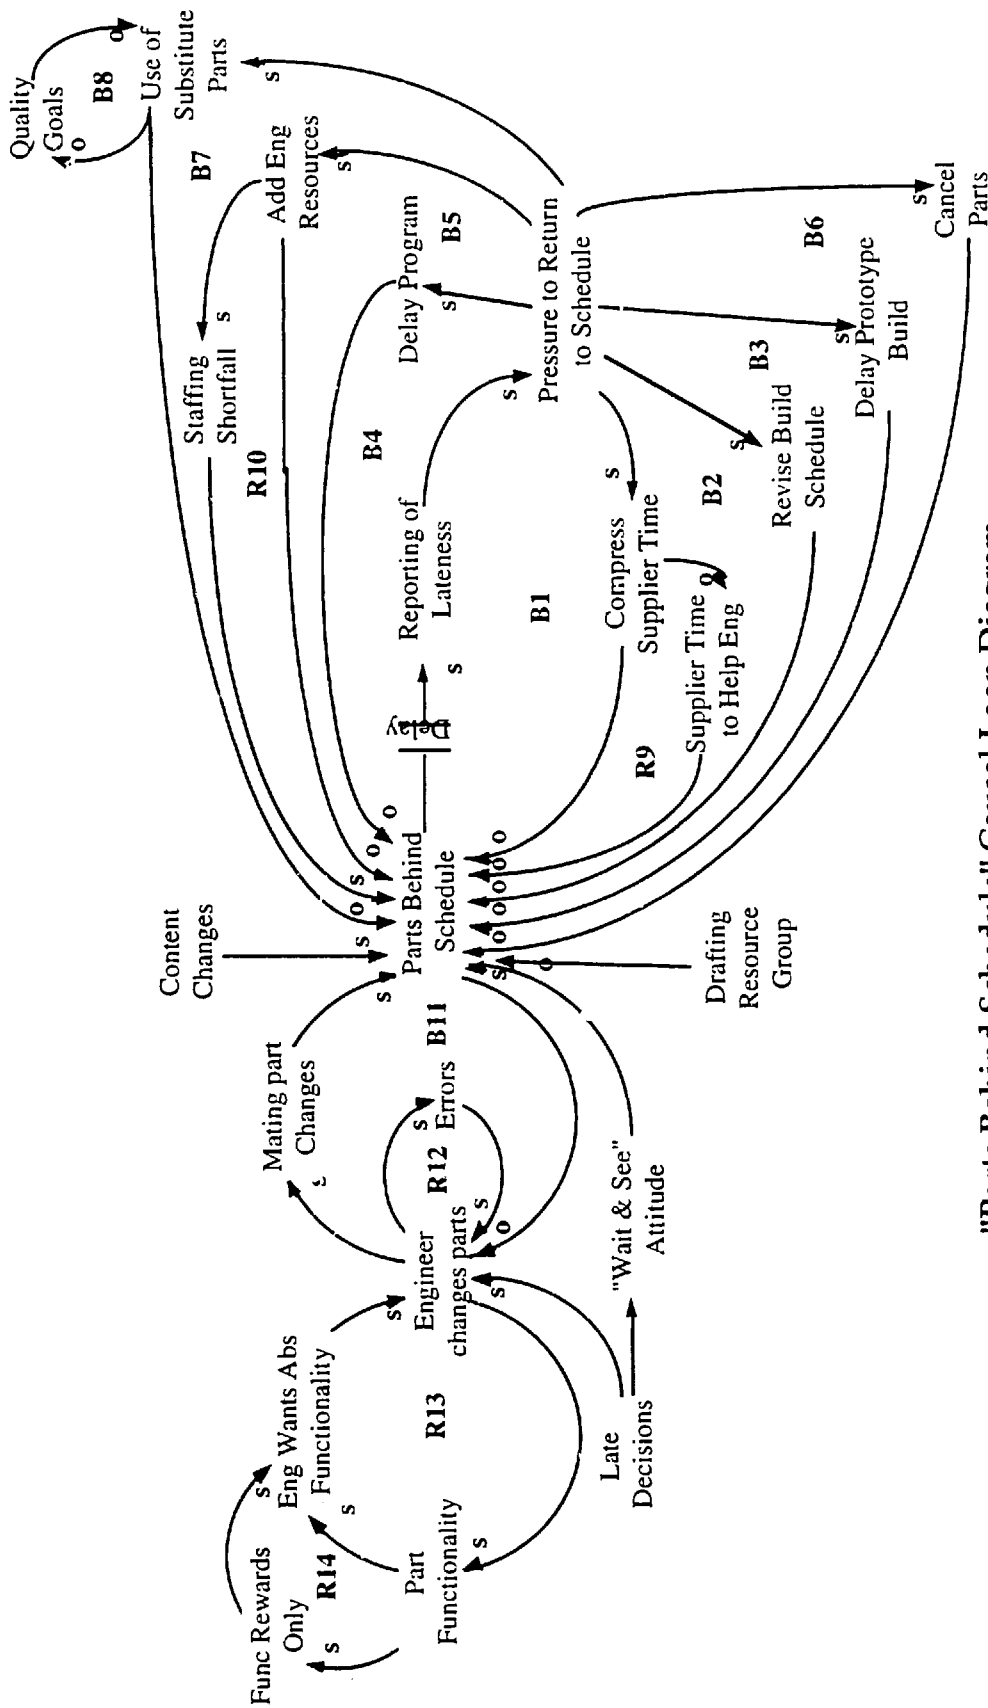 Quality
Goals
o
B8
o
Use of
Substitute
Parts
s
B7
Add Eng
Resources
s
Staffing
Shortfall
s
R10
Delay Program
s
B5
B4
Reporting of
Lateness
s
Delay
s
Pressure to Return
to Schedule
B1
Compress
Supplier Time
s
B2
Supplier Time
to Help Eng
o
R9
Revise Build
Schedule
s
B3
Delay Prototype
Build
s
B6
Cancel
Parts
s
Content
Changes
s
o
s
o
o
Parts Behind
Schedule
o
o
o
o
o
s
o
Drafting
Resource
Group
Mating part
Changes
s
s
B11
Errors
s
R12
s
o
Engineer
changes parts
s
s
"Wait & See"
Attitude
Late
Decisions
R13
Eng Wants Abs
Functionality
s
s
Part
Functionality
s
R14
Func Rewards
Only
s
"Parts Behind Schedule" Causal Loop Diagram